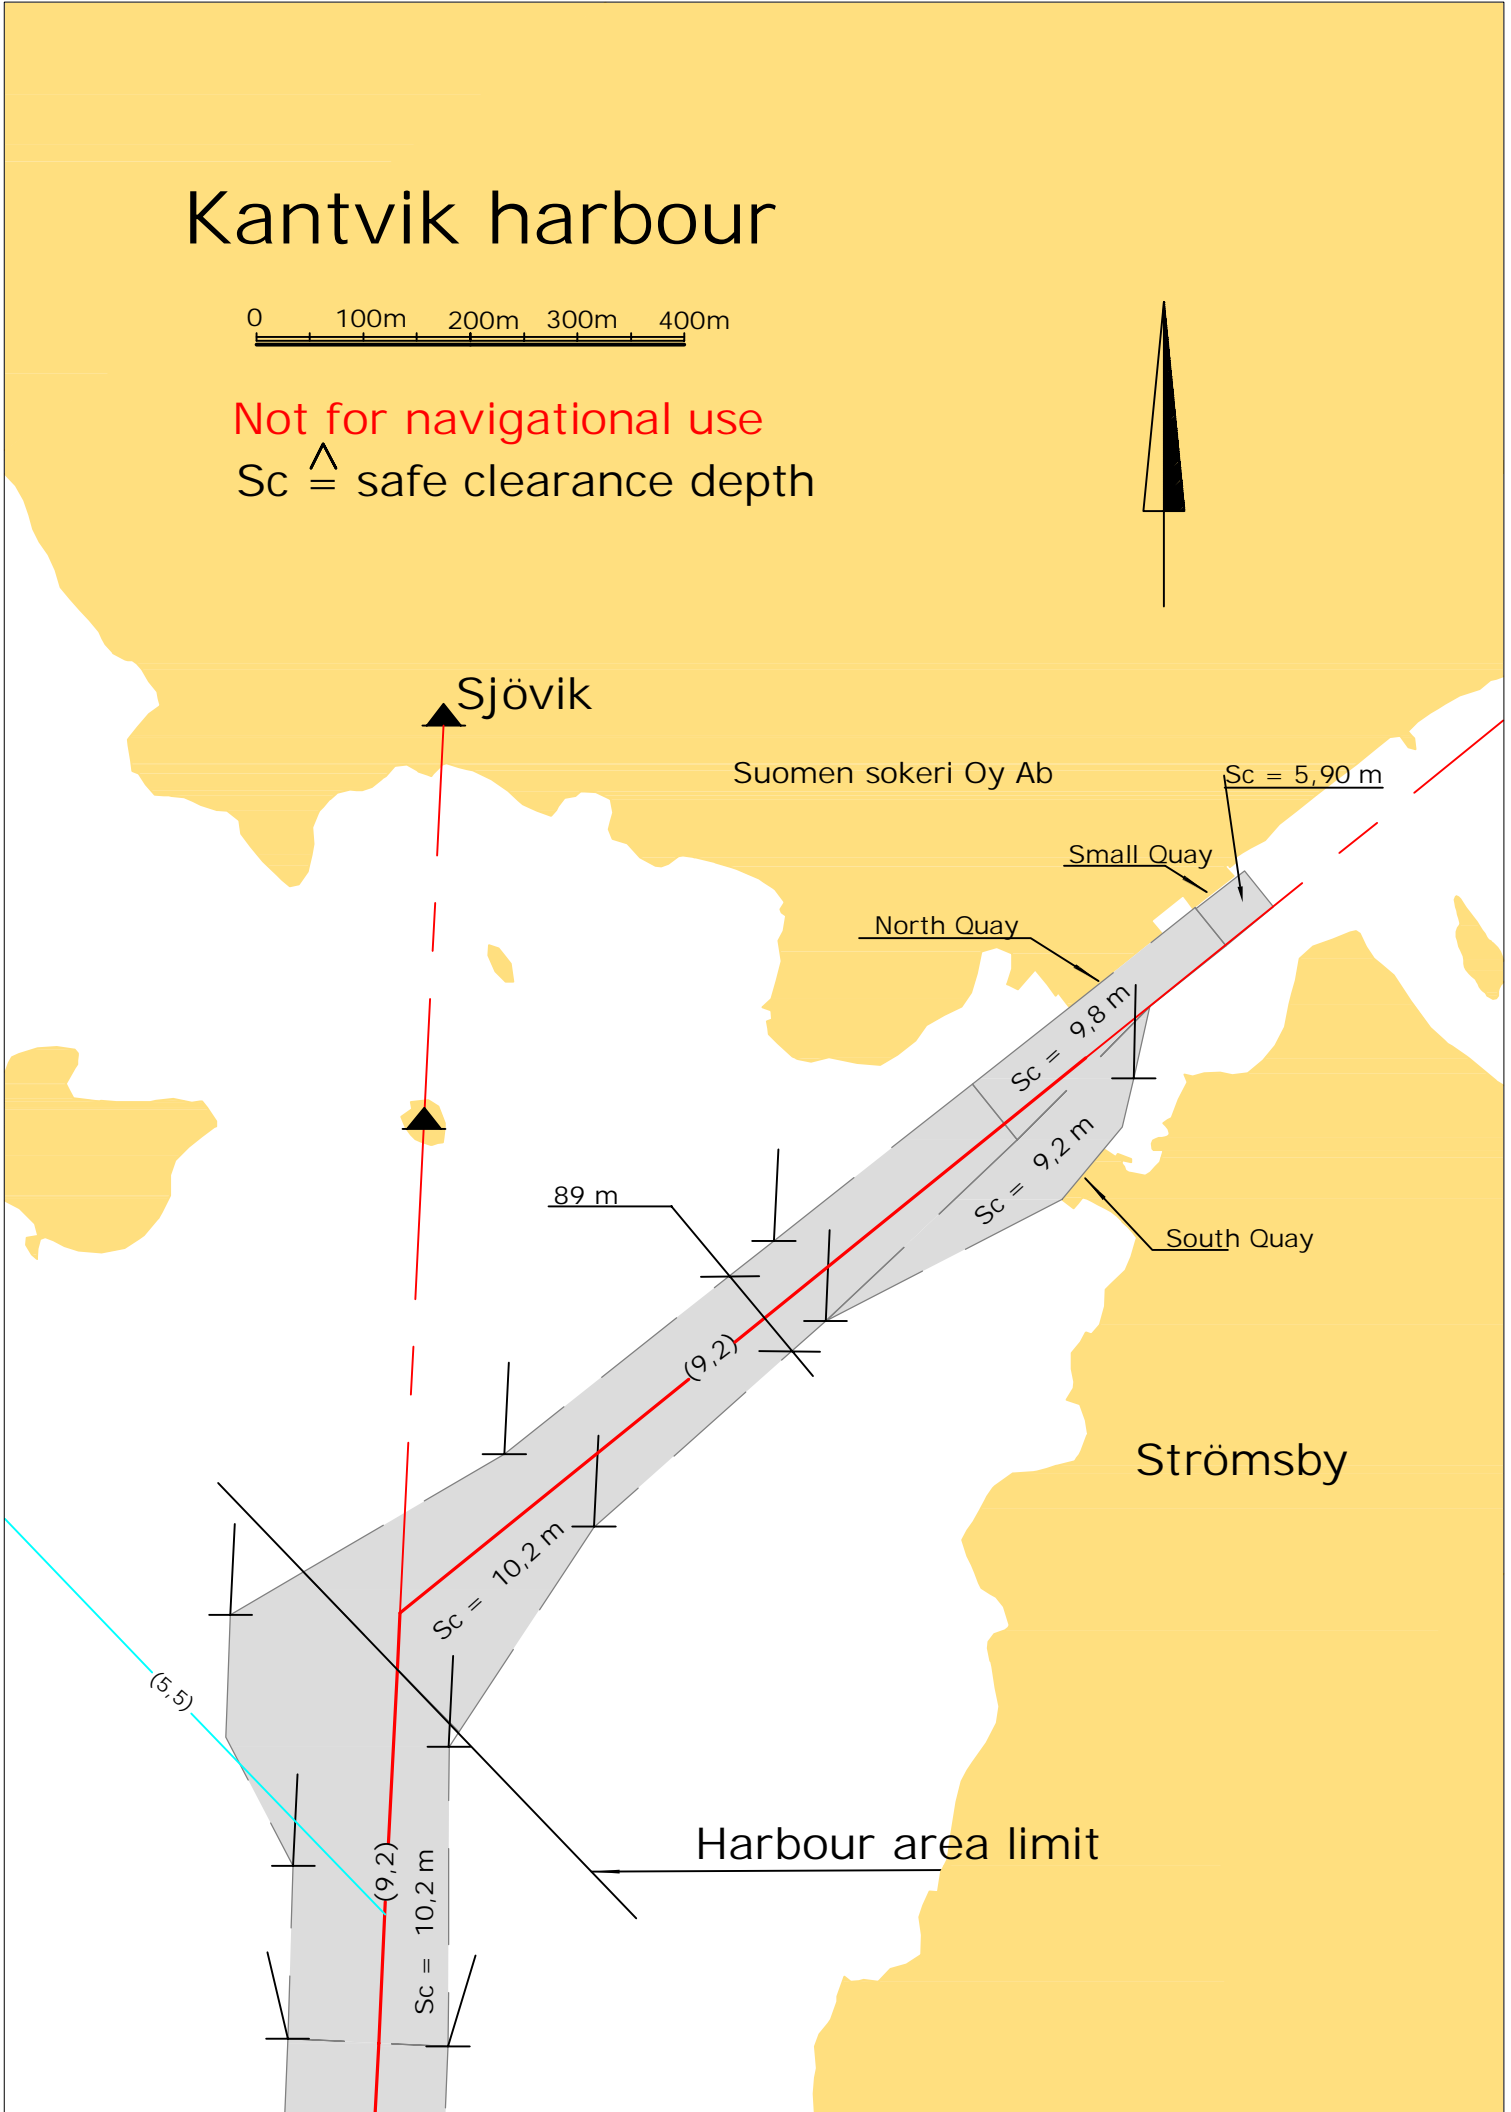 Kantvik harbour
0 100m 200m 300m 400m
Not for navigational use
Sc ≙ safe clearance depth
Sjövik
Suomen sokeri Oy Ab
Sc = 5,90 m
Small Quay
North Quay
Sc = 9,8 m
Sc = 9,2 m
89 m
South Quay
(9,2)
Strömsby
Sc = 10,2 m
(5,5)
Harbour area limit
(9,2)
Sc = 10,2 m